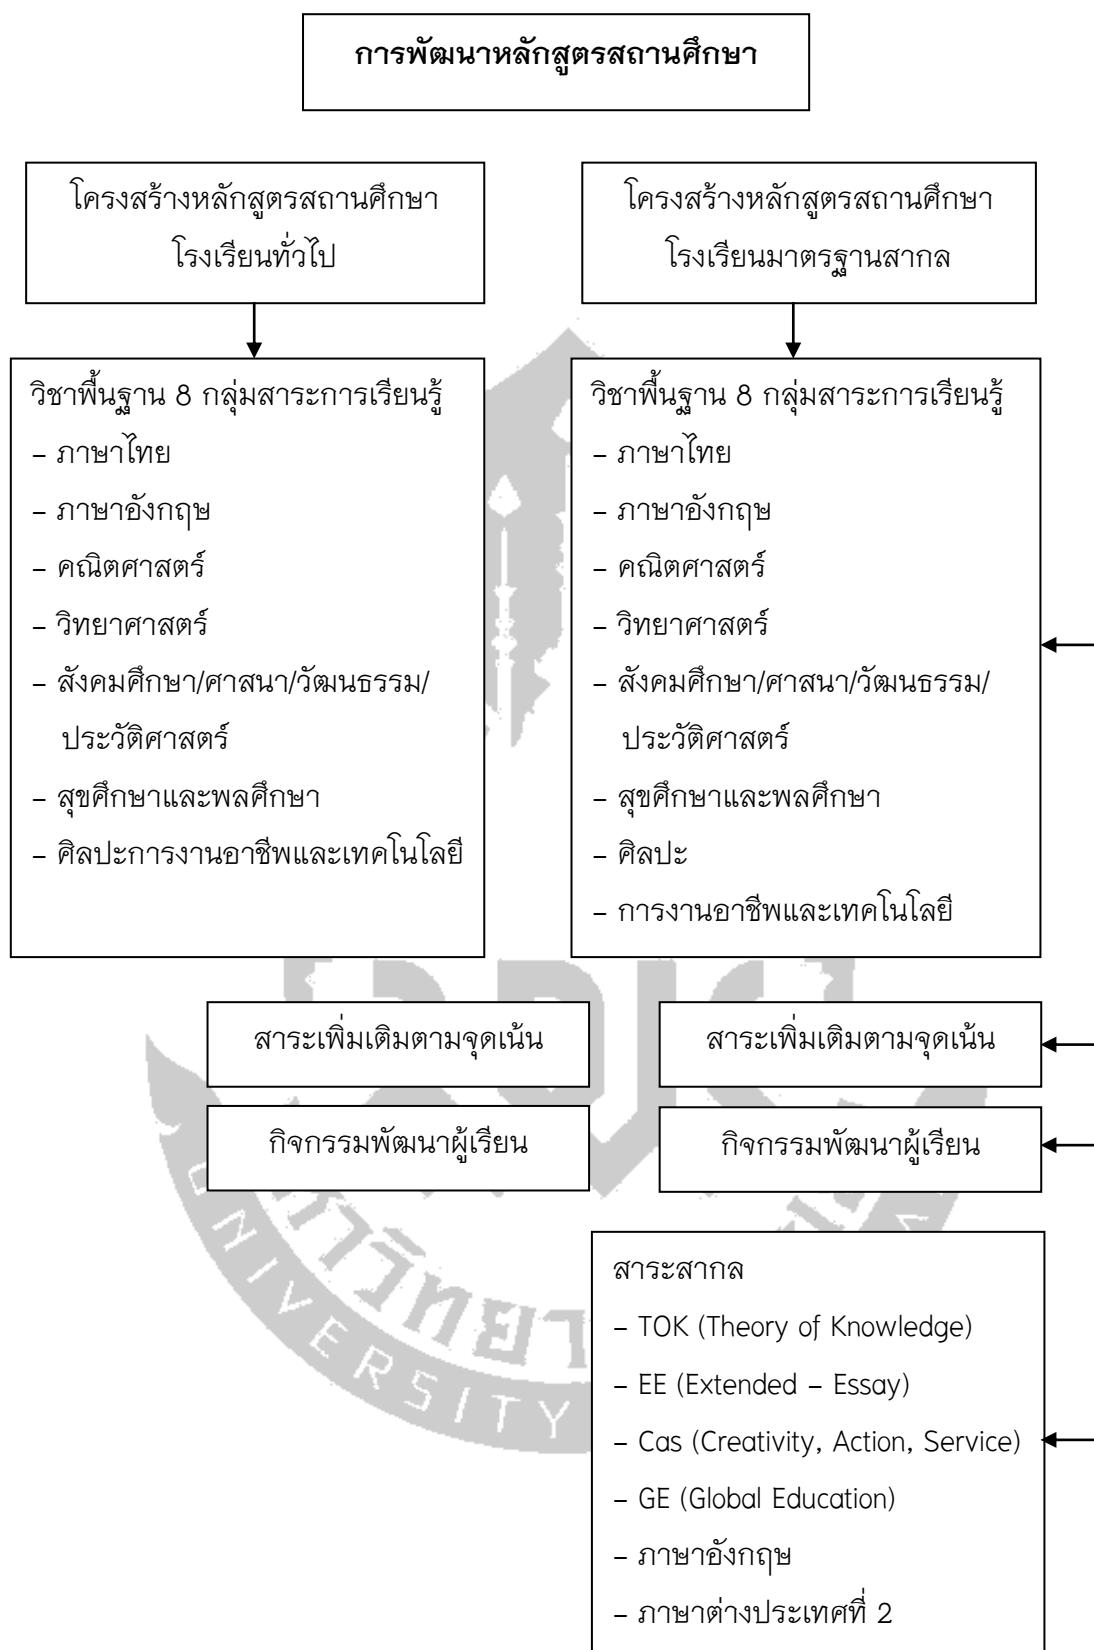 การพัฒนาหลักสูตรสถานศึกษา
โครงสร้างหลักสูตรสถานศึกษา
โรงเรียนทั่วไป
โครงสร้างหลักสูตรสถานศึกษา
โรงเรียนมาตรฐานสากล
วิชาพื้นฐาน 8 กลุ่มสาระการเรียนรู้
– ภาษาไทย
– ภาษาอังกฤษ
– คณิตศาสตร์
– วิทยาศาสตร์
– สังคมศึกษา/ศาสนา/วัฒนธรรม/
ประวัติศาสตร์
– สุขศึกษาและพลศึกษา
– ศิลปะการงานอาชีพและเทคโนโลยี
วิชาพื้นฐาน 8 กลุ่มสาระการเรียนรู้
– ภาษาไทย
– ภาษาอังกฤษ
– คณิตศาสตร์
– วิทยาศาสตร์
– สังคมศึกษา/ศาสนา/วัฒนธรรม/
ประวัติศาสตร์
– สุขศึกษาและพลศึกษา
– ศิลปะ
– การงานอาชีพและเทคโนโลยี
สาระเพิ่มเติมตามจุดเน้น
สาระเพิ่มเติมตามจุดเน้น
กิจกรรมพัฒนาผู้เรียน
กิจกรรมพัฒนาผู้เรียน
สาระสากล
– TOK (Theory of Knowledge)
– EE (Extended – Essay)
– Cas (Creativity, Action, Service)
– GE (Global Education)
– ภาษาอังกฤษ
– ภาษาต่างประเทศที่ 2
UNIVERSITY